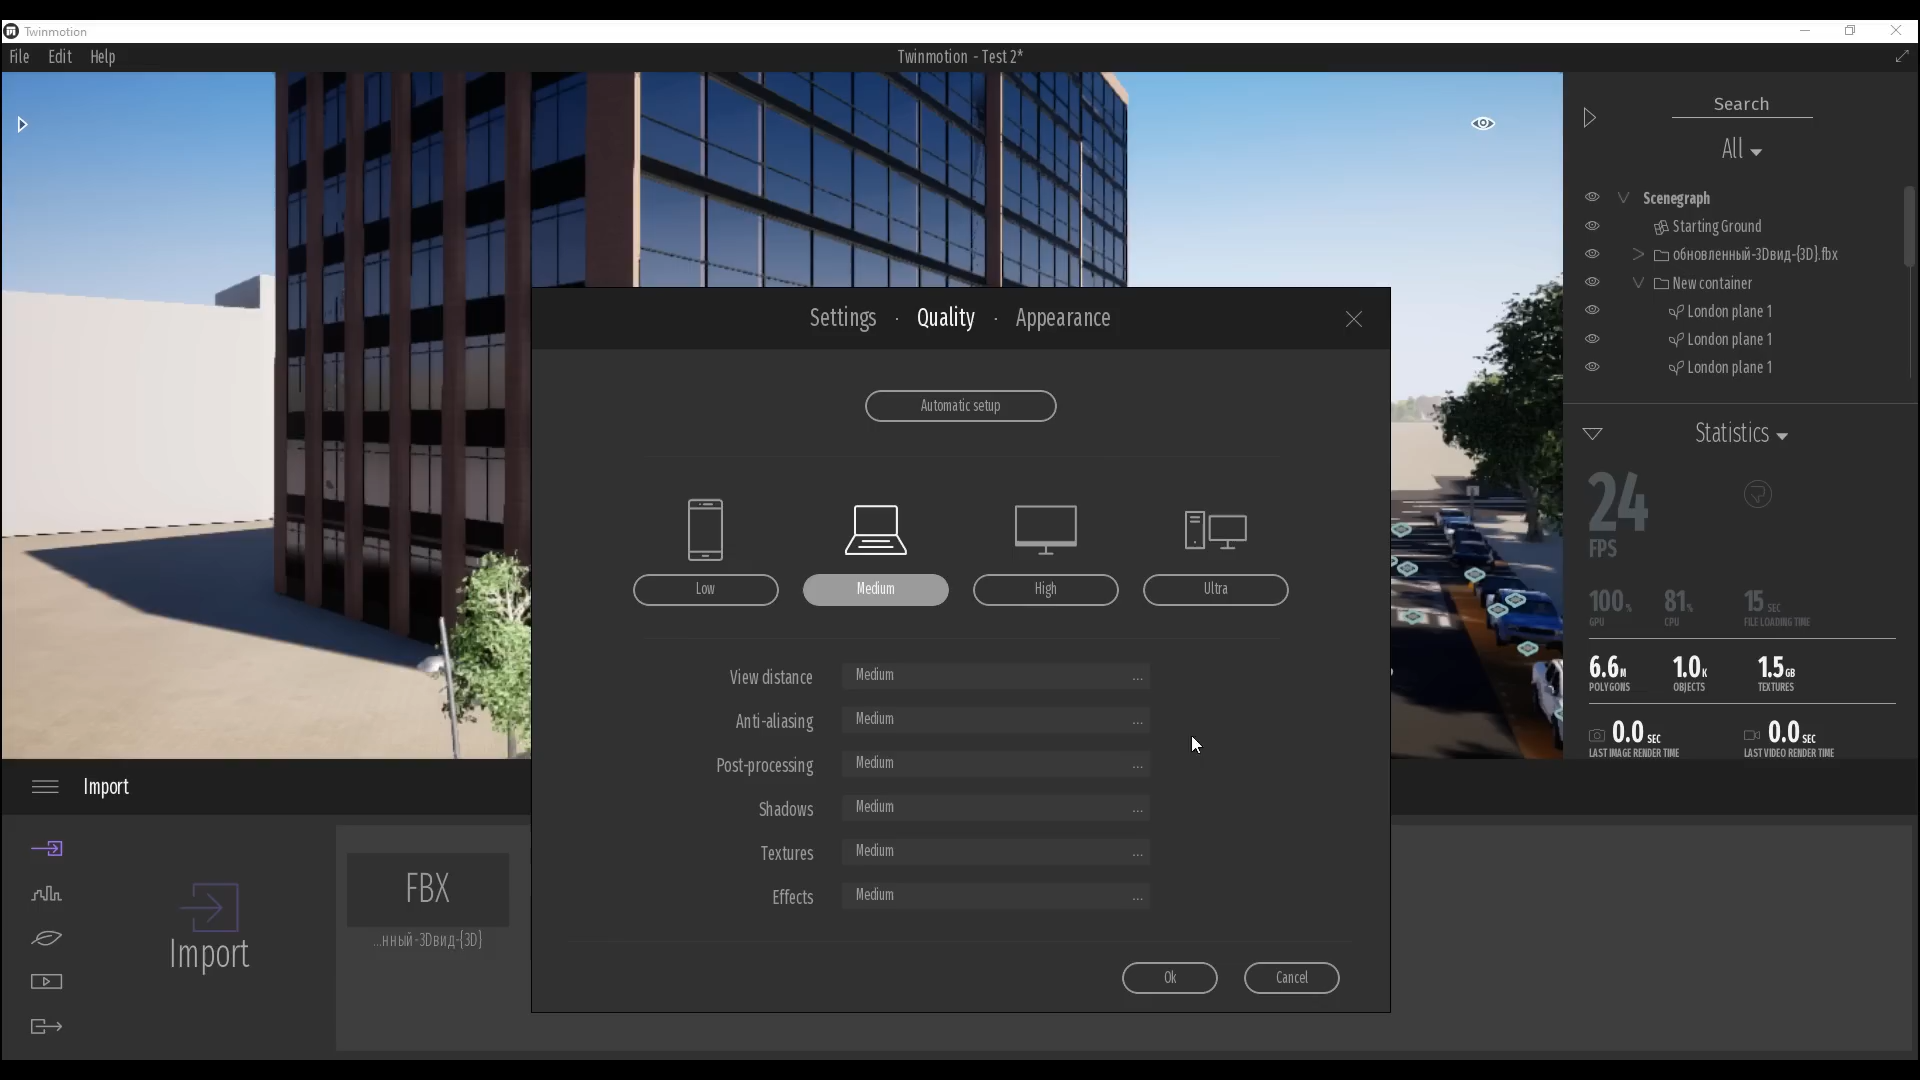 Twinmotion
File Edit Help
Twinmotion - Test 2*
Search
All
Scenegraph
Starting Ground
обновленный-3Dвид-{3D}.fbx
New container
London plane 1
London plane 1
London plane 1
Statistics
24
FPS
100 % 81 % 15 SEC
GPU CPU FILE LOADING TIME
6.6 M 1.0 K 1.5 GB
POLYGONS OBJECTS TEXTURES
0.0 SEC 0.0 SEC
LAST IMAGE RENDER TIME LAST VIDEO RENDER TIME
Settings · Quality · Appearance
Automatic setup
Low Medium High Ultra
View distance Medium ...
Anti-aliasing Medium ...
Post-processing Medium ...
Shadows Medium ...
Textures Medium ...
Effects Medium ...
Ok Cancel
Import
Import
FBX
...нный-3Dвид-{3D}